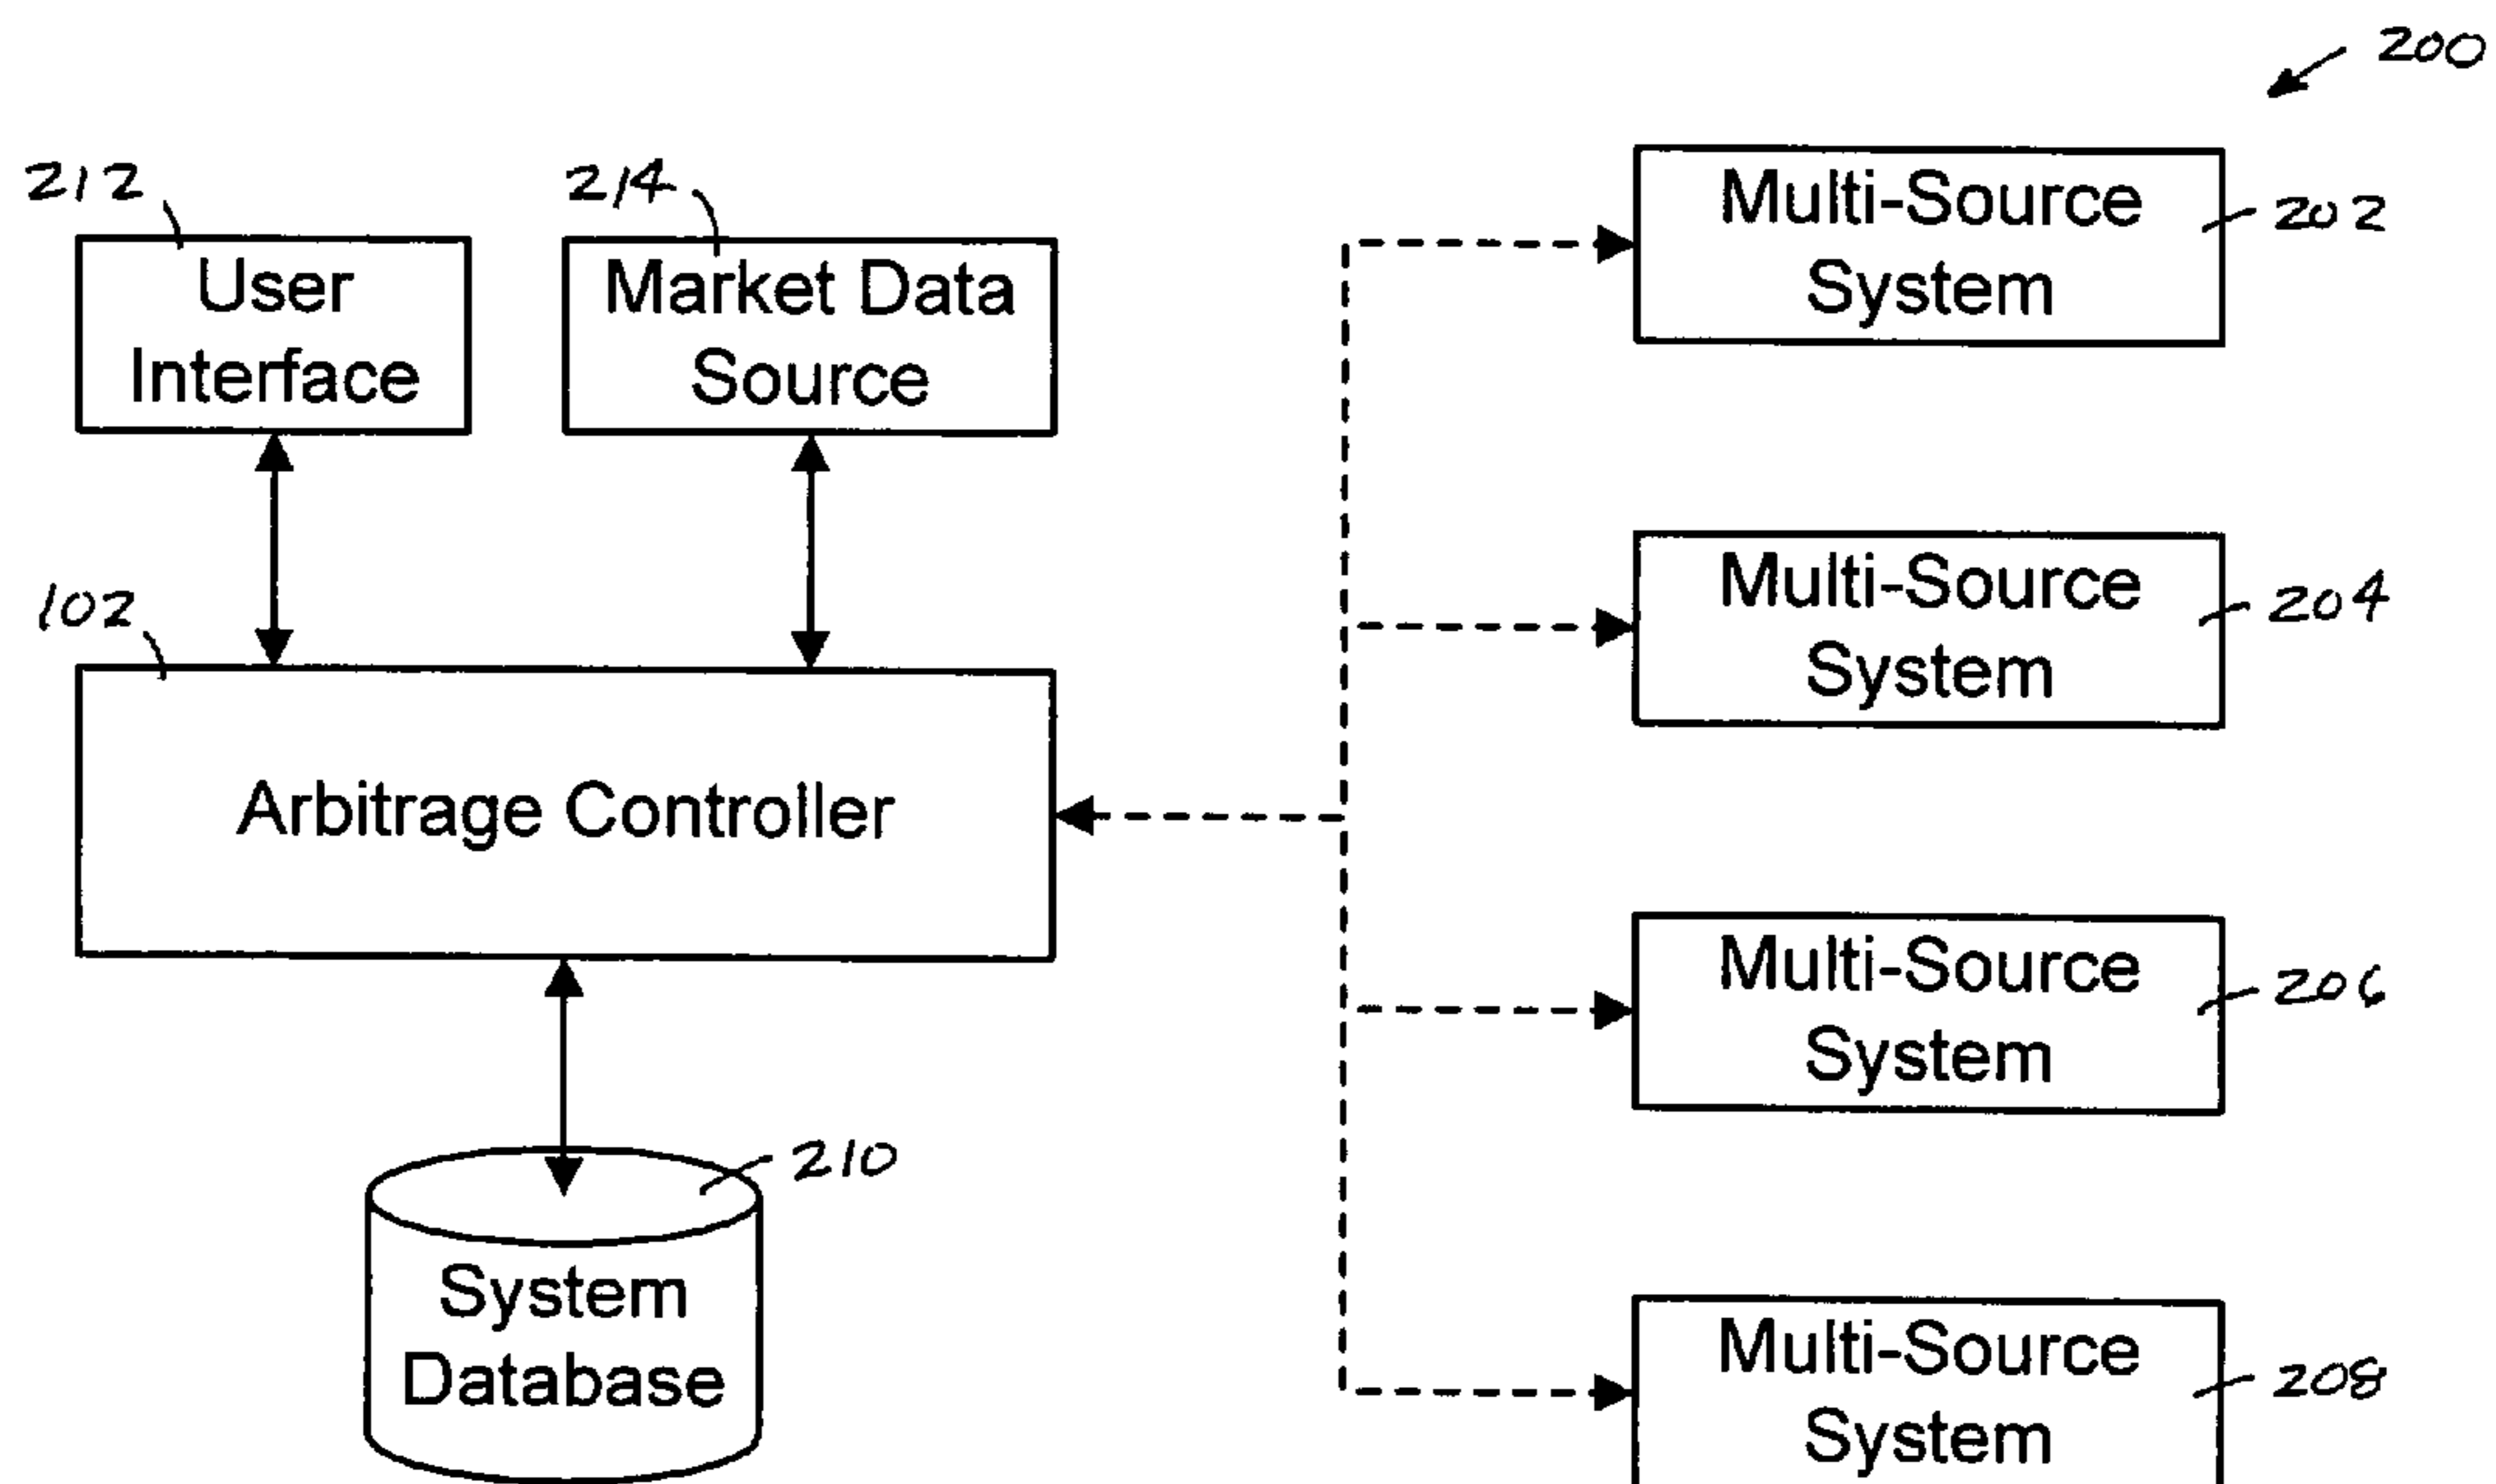 200
212
User
Interface
214
Market Data
Source
Multi-Source
System
202
102
Arbitrage Controller
Multi-Source
System
204
Multi-Source
System
206
210
System
Database
Multi-Source
System
208